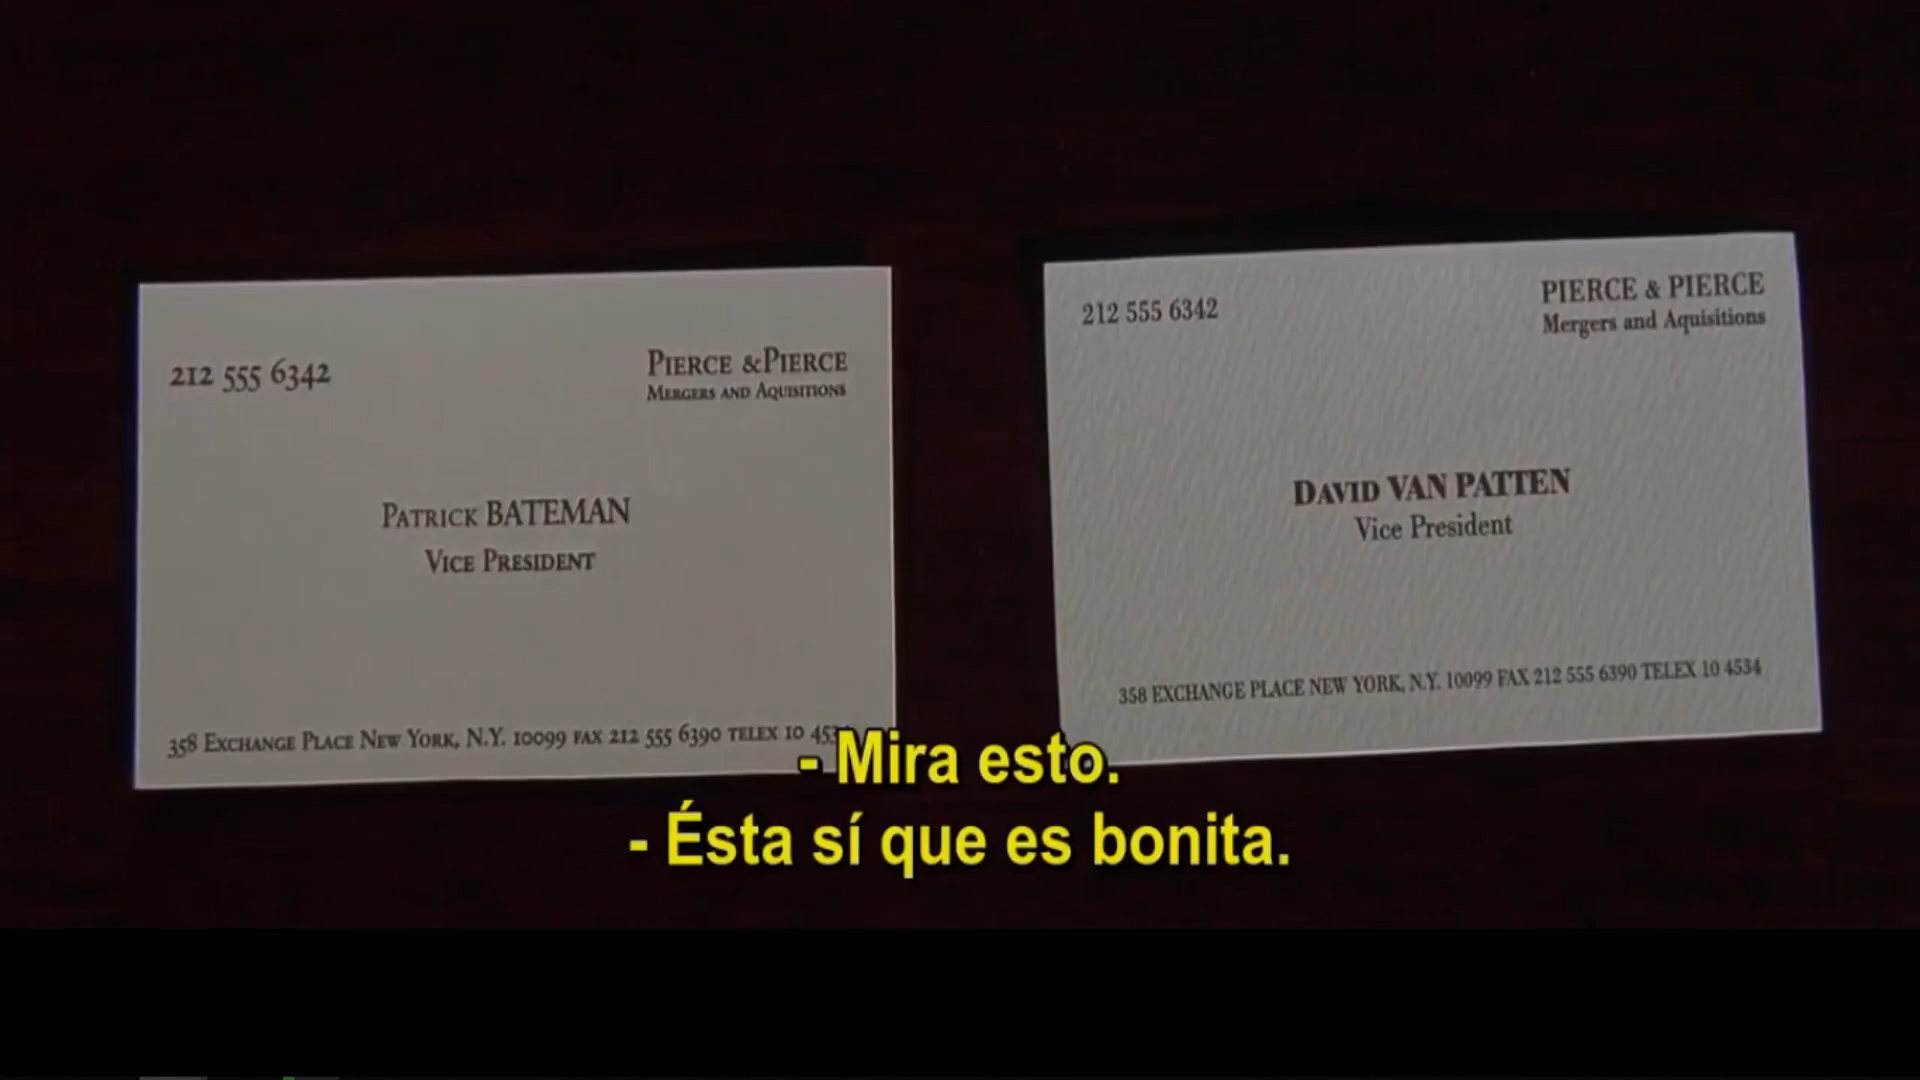 212 555 6342
PIERCE &PIERCE
MERGERS AND AQUISITIONS
PATRICK BATEMAN
VICE PRESIDENT
358 EXCHANGE PLACE NEW YORK, N.Y. 10099 FAX 212 555 6390 TELEX 10
212 555 6342
PIERCE & PIERCE
Mergers and Aquisitions
DAVID VAN PATTEN
Vice President
358 EXCHANGE PLACE NEW YORK, N.Y. 10099 FAX 212 555 6390 TELEX 10 4534
- Mira esto.
- Ésta sí que es bonita.